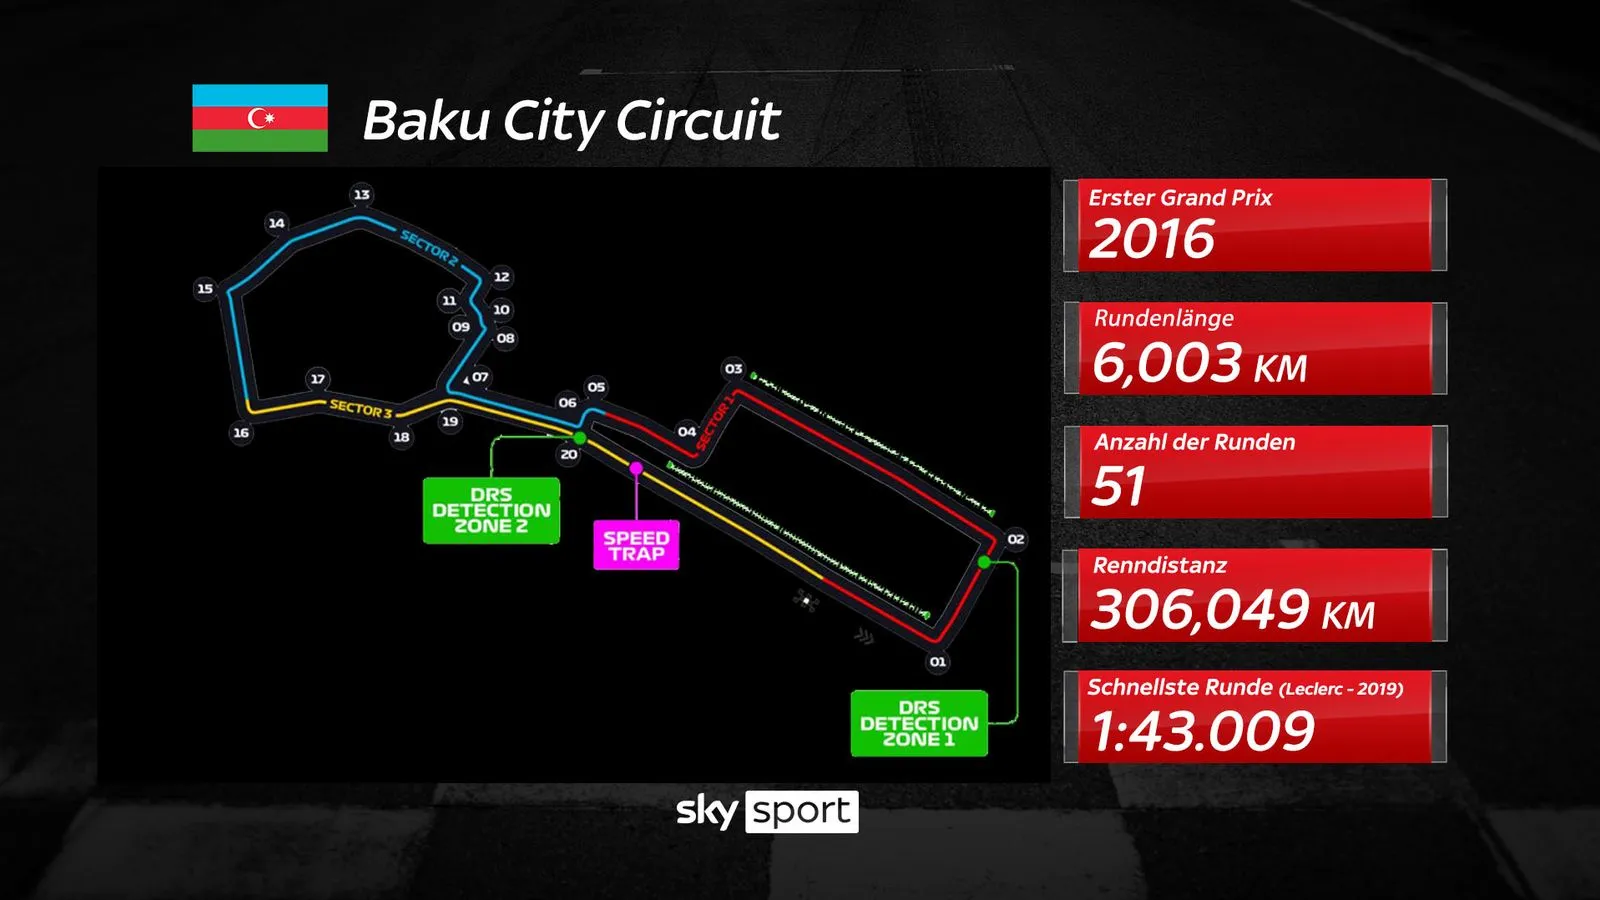 Baku City Circuit
13
14
SECTOR 2
15
12
11
10
09
08
07
17
SECTOR 3
16
18
19
06
05
20
03
04
SECTOR 1
02
01
DRS
DETECTION
ZONE 2
SPEED
TRAP
DRS
DETECTION
ZONE 1
Erster Grand Prix
2016
Rundenlänge
6,003 KM
Anzahl der Runden
51
Renndistanz
306,049 KM
Schnellste Runde (Leclerc - 2019)
1:43.009
sky sport